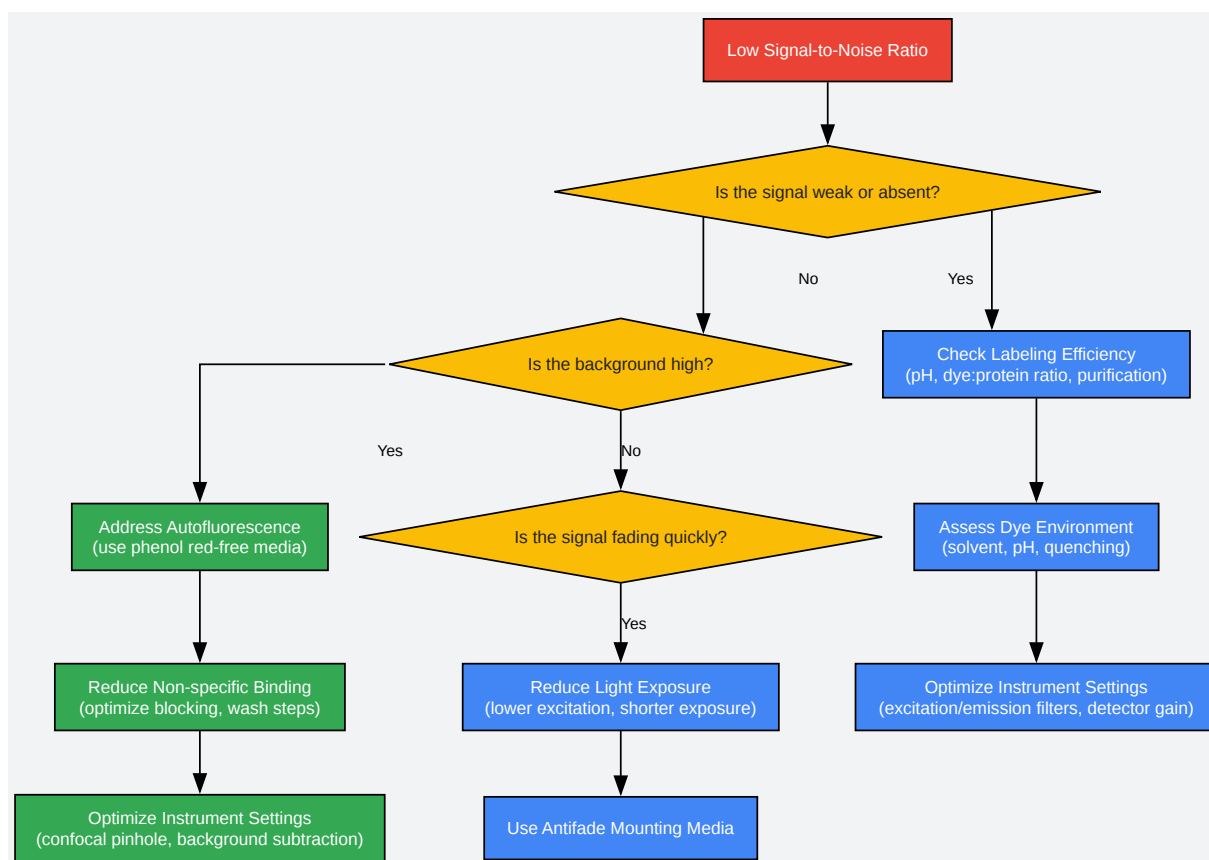 Low Signal-to-Noise Ratio
Is the signal weak or absent?
No
Yes
Is the background high?
Check Labeling Efficiency
(pH, dye:protein ratio, purification)
Yes
No
Address Autofluorescence
(use phenol red-free media)
Is the signal fading quickly?
Assess Dye Environment
(solvent, pH, quenching)
Yes
Reduce Non-specific Binding
(optimize blocking, wash steps)
Reduce Light Exposure
(lower excitation, shorter exposure)
Optimize Instrument Settings
(excitation/emission filters, detector gain)
Optimize Instrument Settings
(confocal pinhole, background subtraction)
Use Antifade Mounting Media